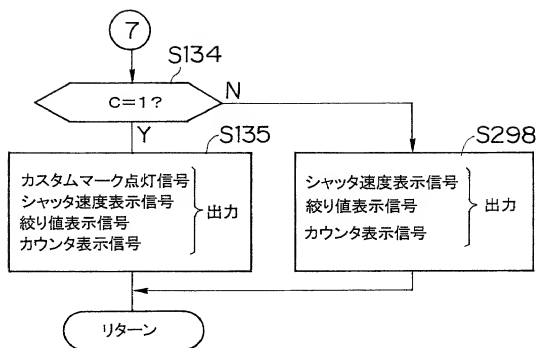 7
S134
C=1?
N
Y
S135
カスタムマーク点灯信号
シャッタ速度表示信号
絞り値表示信号
カウンタ表示信号
出力
S298
シャッタ速度表示信号
絞り値表示信号
カウンタ表示信号
出力
リターン